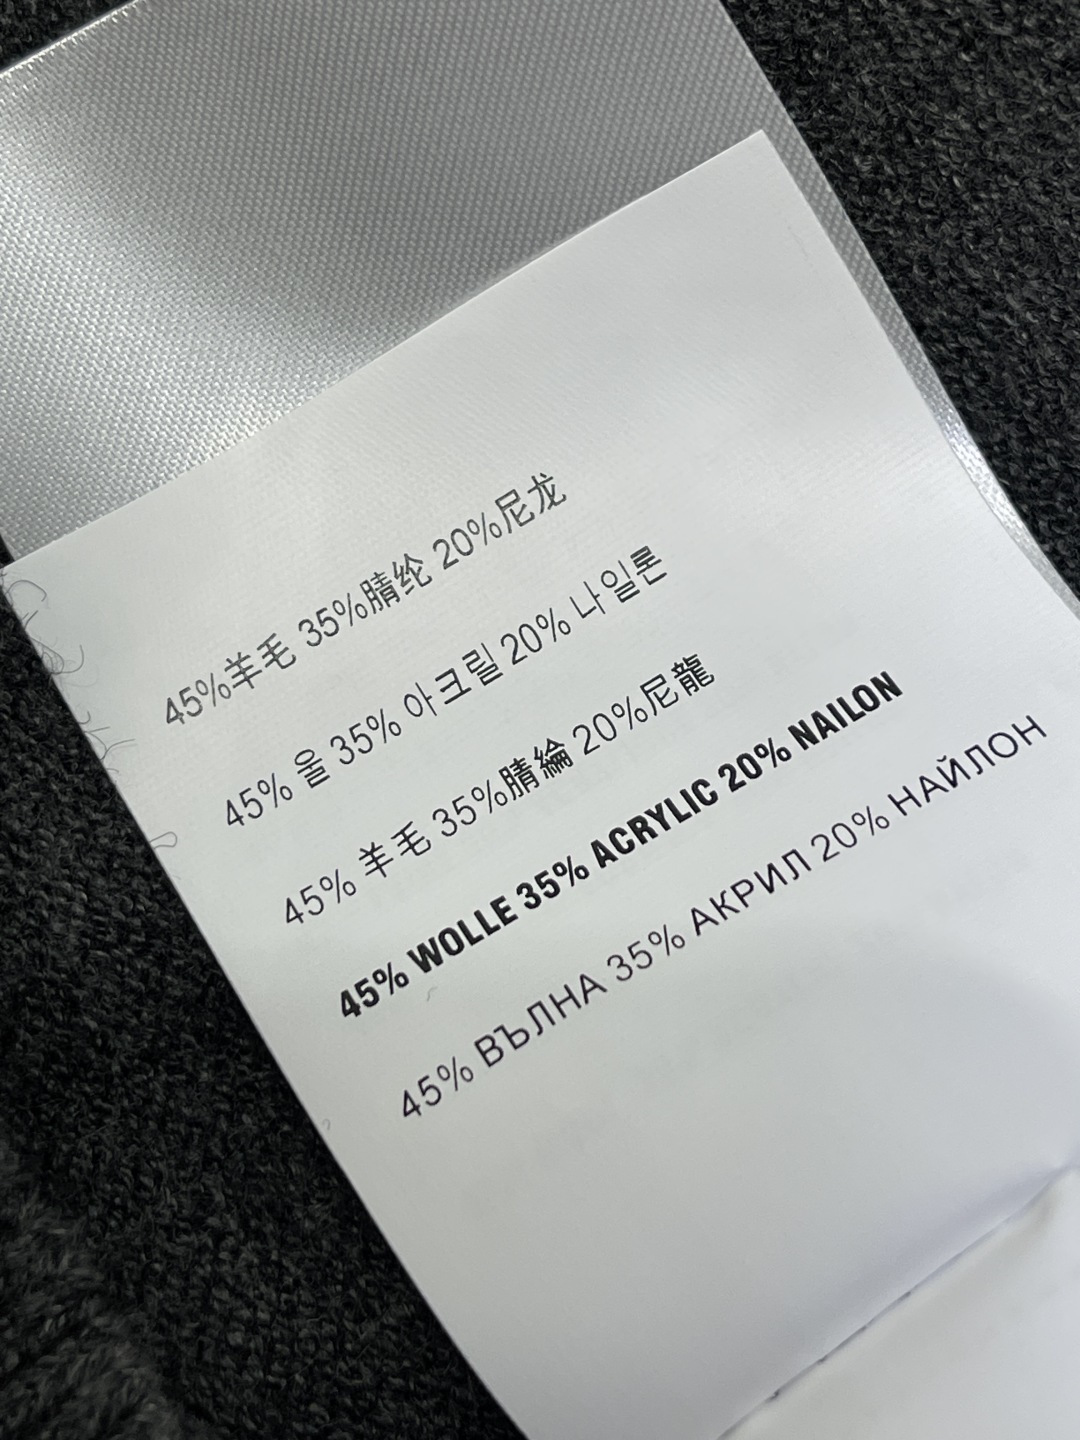 45%羊毛 35%腈纶 20%尼龙
45% 울 35% 아크릴 20% 나일론
45% 羊毛 35%腈綸 20%尼龍
45% WOLLE 35% ACRYLIC 20% NAILON
45% ВЪЛНА 35% АКРИЛ 20% НАЙЛОН